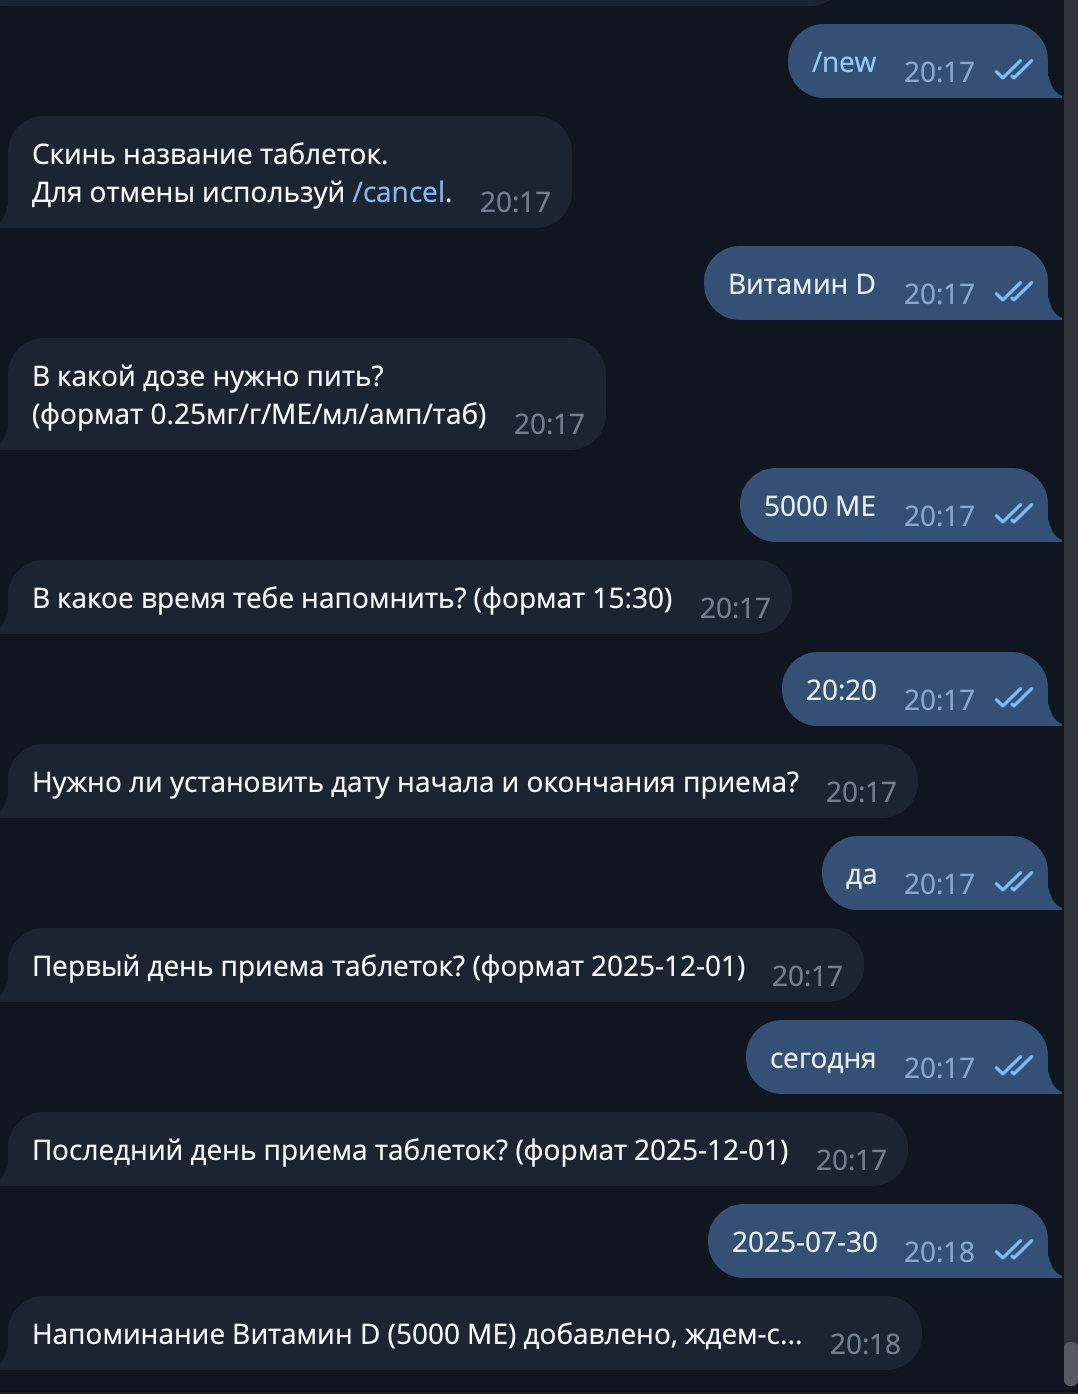 /new 20:17
Скинь название таблеток.
Для отмены используй /cancel. 20:17
Витамин D 20:17
В какой дозе нужно пить?
(формат 0.25мг/г/МЕ/мл/амп/таб) 20:17
5000 МЕ 20:17
В какое время тебе напомнить? (формат 15:30) 20:17
20:20 20:17
Нужно ли установить дату начала и окончания приема? 20:17
да 20:17
Первый день приема таблеток? (формат 2025-12-01) 20:17
сегодня 20:17
Последний день приема таблеток? (формат 2025-12-01) 20:17
2025-07-30 20:18
Напоминание Витамин D (5000 МЕ) добавлено, ждем-с... 20:18